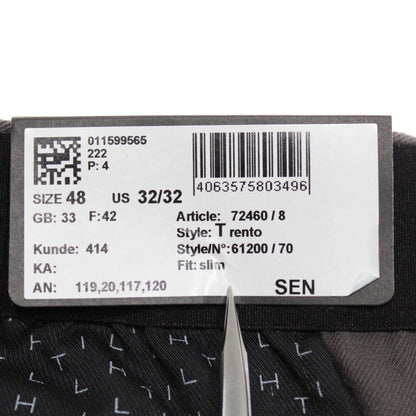 011599565
222
P: 4
4063575803496
SIZE 48 US 32/32
GB: 33 F: 42
Article: 72460 / 8
Style: Trento
Kunde: 414
Style/N°: 61200 / 70
KA:
Fit: slim
AN: 119,20,117,120
SEN